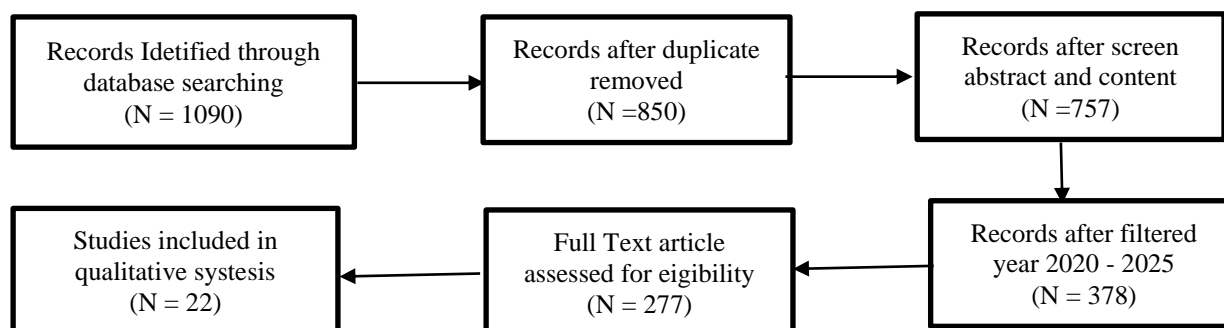 Records Idetified through
database searching
(N = 1090)
Records after duplicate
removed
(N =850)
Records after screen
abstract and content
(N =757)
Records after filtered
year 2020 - 2025
(N = 378)
Full Text article
assessed for eigibility
(N = 277)
Studies included in
qualitative systesis
(N = 22)